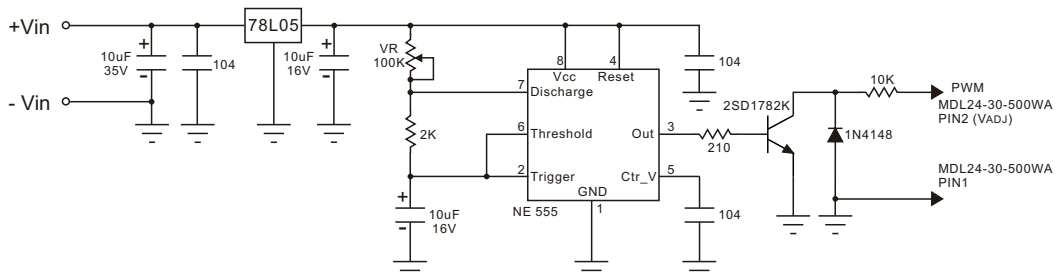 +Vin
- Vin
+
10uF
35V
-
104
78L05
+
10uF
16V
-
VR
100K
2K
+
10uF
16V
-
8
Vcc
4
Reset
7
Discharge
6
Threshold
2
Trigger
Out
3
Ctr_V
5
GND
1
NE 555
104
104
210
2SD1782K
10K
1N4148
PWM
MDL24-30-500WA
PIN2 (VADJ)
MDL24-30-500WA
PIN1